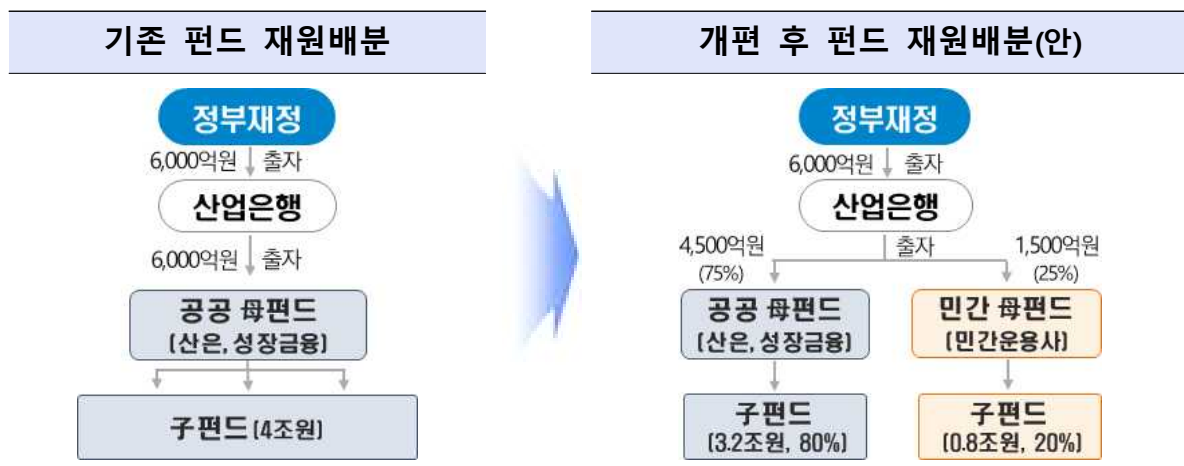 기존 펀드 재원배분
정부재정
6,000억원 출자
산업은행
6,000억원 출자
공공 母펀드
(산은, 성장금융)
子펀드(4조원)
개편 후 펀드 재원배분(안)
정부재정
6,000억원 출자
산업은행
4,500억원 출자 1,500억원
(75%) (25%)
공공 母펀드 민간 母펀드
(산은, 성장금융) (민간운용사)
子펀드 子펀드
(3.2조원, 80%) (0.8조원, 20%)